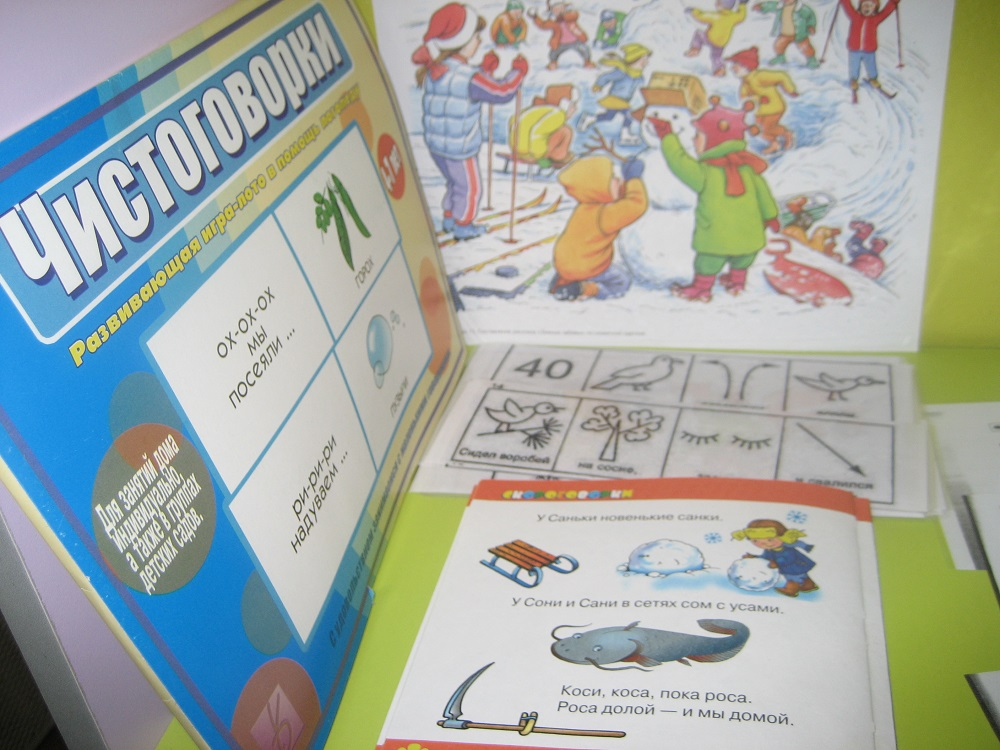 ЧИСТОГОВОРКИ
Развивающая игра-лото в помощь логопеду
ОХ-ОХ-ОХ
МЫ
ПОСЕЯЛИ ...
ГОРОХ
РИ-РИ-РИ
НАДУВАЕМ ...
Для занятий дома
индивидуально,
а также в группах
детских садов.
40
Сидел воробей
на сосне,
и свалился
СКОРОГОВОРКИ
У Саньки новенькие санки.
У Сони и Сани в сетях сом с усами.
Коси, коса, пока роса.
Роса долой — и мы домой.